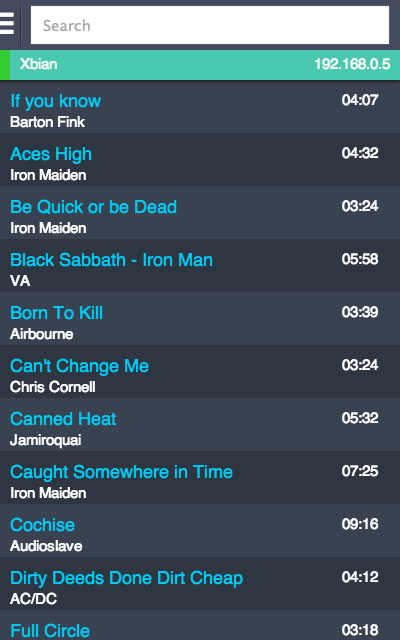 Search
Xbian 192.168.0.5
If you know 04:07
Barton Fink
Aces High 04:32
Iron Maiden
Be Quick or be Dead 03:24
Iron Maiden
Black Sabbath - Iron Man 05:58
VA
Born To Kill 03:39
Airbourne
Can't Change Me 03:24
Chris Cornell
Canned Heat 05:32
Jamiroquai
Caught Somewhere in Time 07:25
Iron Maiden
Cochise 09:16
Audioslave
Dirty Deeds Done Dirt Cheap 04:12
AC/DC
Full Circle 03:18